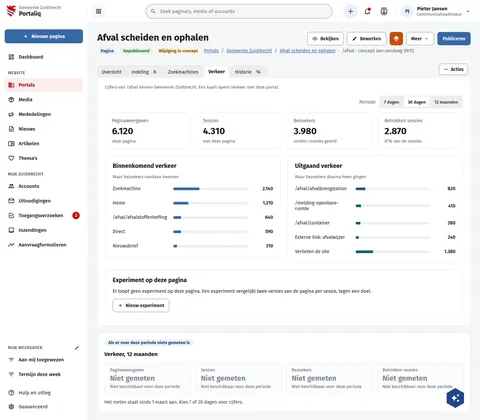 Gemeente Zuidrecht
Portaliq
Zoek pagina's, media of accounts
Pieter Jansen
Communicatieadviseur
+ Nieuwe pagina
Dashboard
WEBSITE
Portals
Media
Mededelingen
Nieuws
Artikelen
Thema's
MIJN ZUIDRECHT
Accounts
Uitnodigingen
Toegangsverzoeken
Inzendingen
Aanvraagformulieren
MIJN WEERGAVEN
Aan mij toegewezen
Termijn deze week
Hulp en uitleg
Geavanceerd
Afval scheiden en ophalen
Bekijken
Bewerken
Meer
Publiceren
Pagina
Gepubliceerd
Wijziging in concept
Portals / Gemeente Zuidrecht / Afval scheiden en ophalen · /afval · concept van vandaag 09:12
Acties
Overzicht
Indeling 6
Zoekmachines
Verkeer
Historie 14
Cijfers van /afval binnen Gemeente Zuidrecht. Een kaart opent Verkeer met deze portal.
Periode
7 dagen
30 dagen
12 maanden
Paginaweergaven
6.120
deze pagina
Sessies
4.310
met deze pagina
Bezoekers
3.980
zonder cookies geteld
Betrokken sessies
2.870
67% van de sessies
Binnenkomend verkeer
Waar bezoekers vandaan kwamen
Zoekmachine 2.140
Home 1.210
/afval/afvalstoffenheffing 640
Direct 590
Nieuwsbrief 310
Uitgaand verkeer
Waar bezoekers daarna heen gingen
/afval/afvalbrengstation 820
/melding-openbare-ruimte 410
/afval/container 380
Externe link: afvalwijzer 260
Verlieten de site 1.380
Experiment op deze pagina
Er loopt geen experiment op deze pagina. Een experiment vergelijkt twee versies van de pagina per sessie, tegen een doel.
+ Nieuw experiment
Als er voor deze periode niets gemeten is
Verkeer, 12 maanden
Paginaweergaven
Niet gemeten
Niet beschikbaar voor deze periode
Sessies
Niet gemeten
Niet beschikbaar voor deze periode
Bezoekers
Niet gemeten
Niet beschikbaar voor deze periode
Betrokken sessies
Niet gemeten
Niet beschikbaar voor deze periode
Het meten staat sinds 1 maart aan. Kies 7 of 30 dagen voor cijfers.